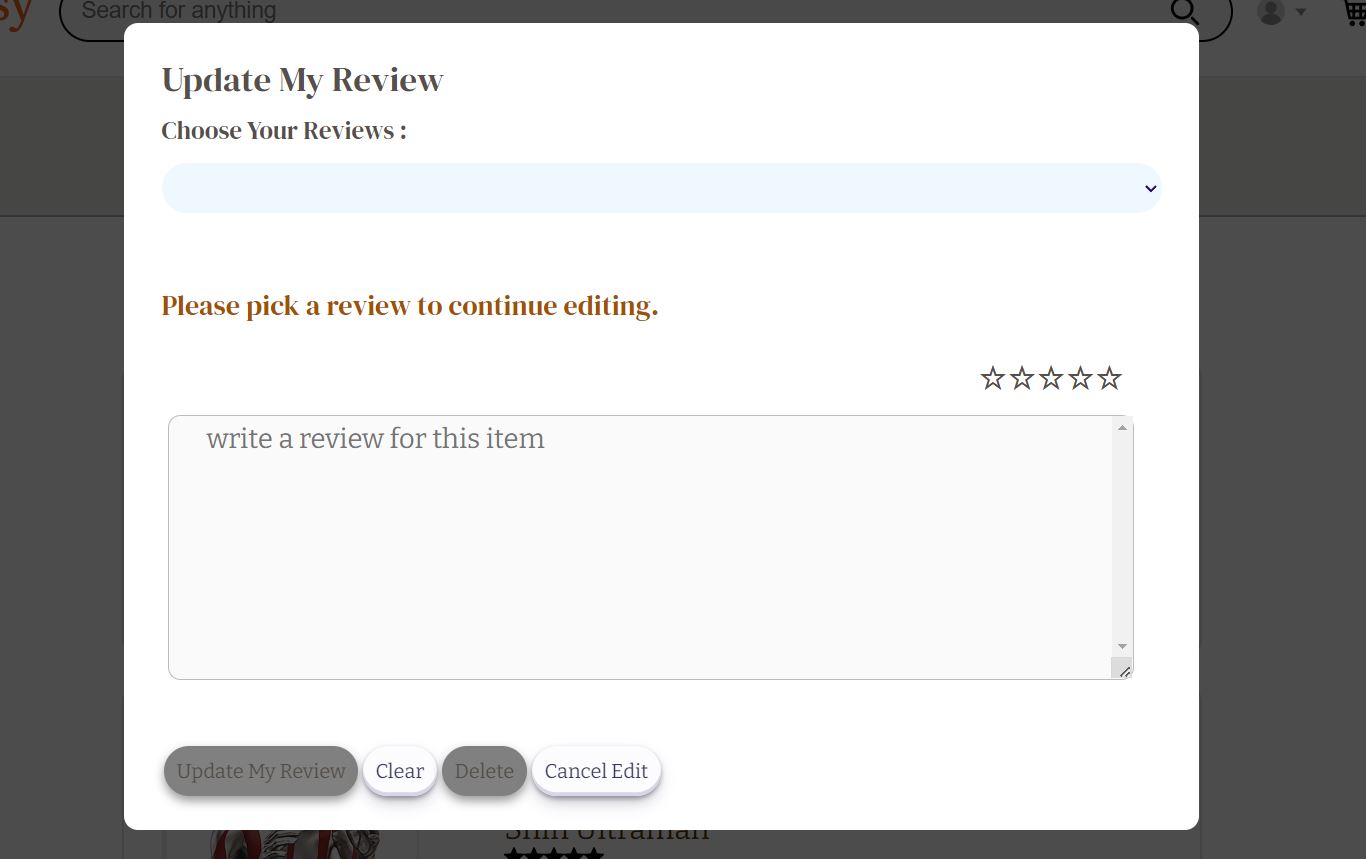 sy
Search for anything
Update My Review
Choose Your Reviews :
Please pick a review to continue editing.
☆☆☆☆☆
write a review for this item
Update My Review Clear Delete Cancel Edit
Shin Ultraman
★★★★★